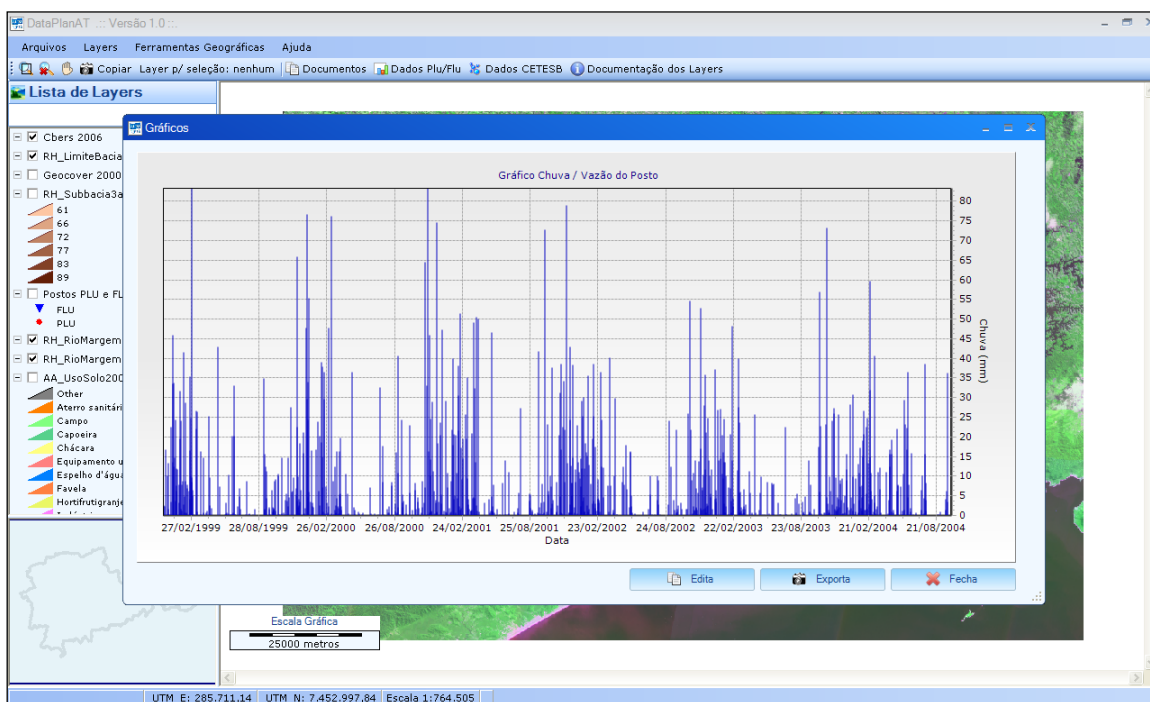 DataPlanAT .:: Versão 1.0 ::.
Arquivos Layers Ferramentas Geográficas Ajuda
Copiar Layer p/ seleção: nenhum Documentos Dados Plu/Flu Dados CETESB Documentação dos Layers
Lista de Layers
Cbers 2006
RH_LimiteBacia
Geocover 2000
RH_Subbacia3a
61
66
72
77
83
89
Postos PLU e FL
FLU
PLU
RH_RioMargem
RH_RioMargem
AA_UsoSolo200
Other
Aterro sanitári
Campo
Capoeira
Chácara
Equipamento u
Espelho d'água
Favela
Hortifrutigranje
Gráficos
Gráfico Chuva / Vazão do Posto
80
75
70
65
60
55
50
45
40
35
30
25
20
15
10
5
0
Chuva (mm)
27/02/1999 28/08/1999 26/02/2000 26/08/2000 24/02/2001 25/08/2001 23/02/2002 24/08/2002 22/02/2003 23/08/2003 21/02/2004 21/08/2004
Data
Edita Exporta Fecha
Escala Gráfica
25000 metros
UTM E: 285.711,14 UTM N: 7.452.997,84 Escala 1:764.505